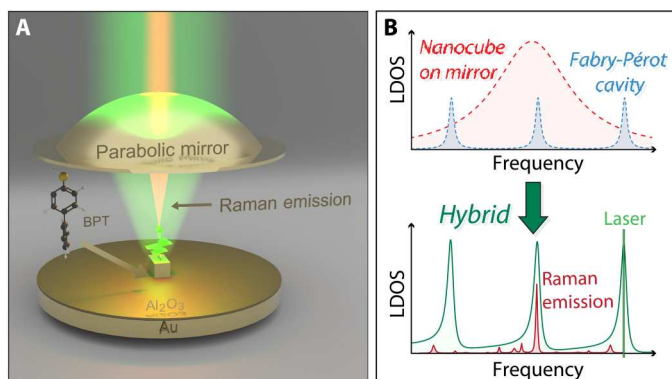 A
Parabolic mirror
Raman emission
BPT
Al2O3
Au
B
LDOS
Nanocube
on mirror
Fabry-Pérot
cavity
Frequency
Hybrid
Laser
LDOS
Raman
emission
Frequency